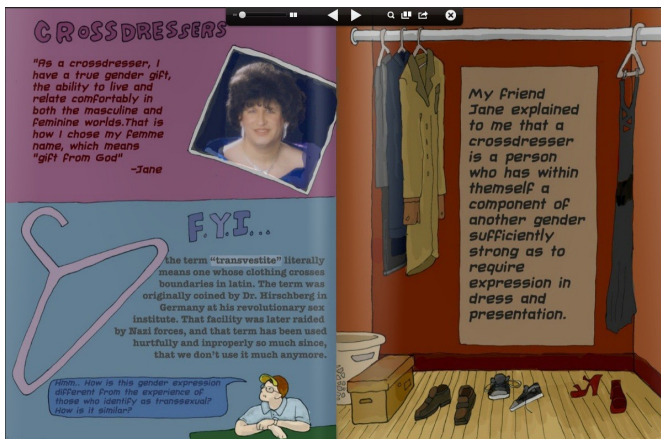 CROSSDRESSERS
"As a crossdresser, I
have a true gender gift,
the ability to live and
relate comfortably in
both the masculine and
feminine worlds.That is
how I chose my femme
name, which means
"gift from God"
-Jane
F.Y.I...
the term "transvestite" literally
means one whose clothing crosses
boundaries in latin. The term was
originally coined by Dr. Hirschberg in
Germany at his revolutionary sex
institute. That facility was later raided
by Nazi forces, and that term has been used
hurtfully and inproperly so much since,
that we don't use it much anymore.
Hmm.. How is this gender expression
different from the experience of
those who identify as transsexual?
How is it similar?
My friend
Jane explained
to me that a
crossdresser
is a person
who has within
themself a
component of
another gender
sufficiently
strong as to
require
expression in
dress and
presentation.